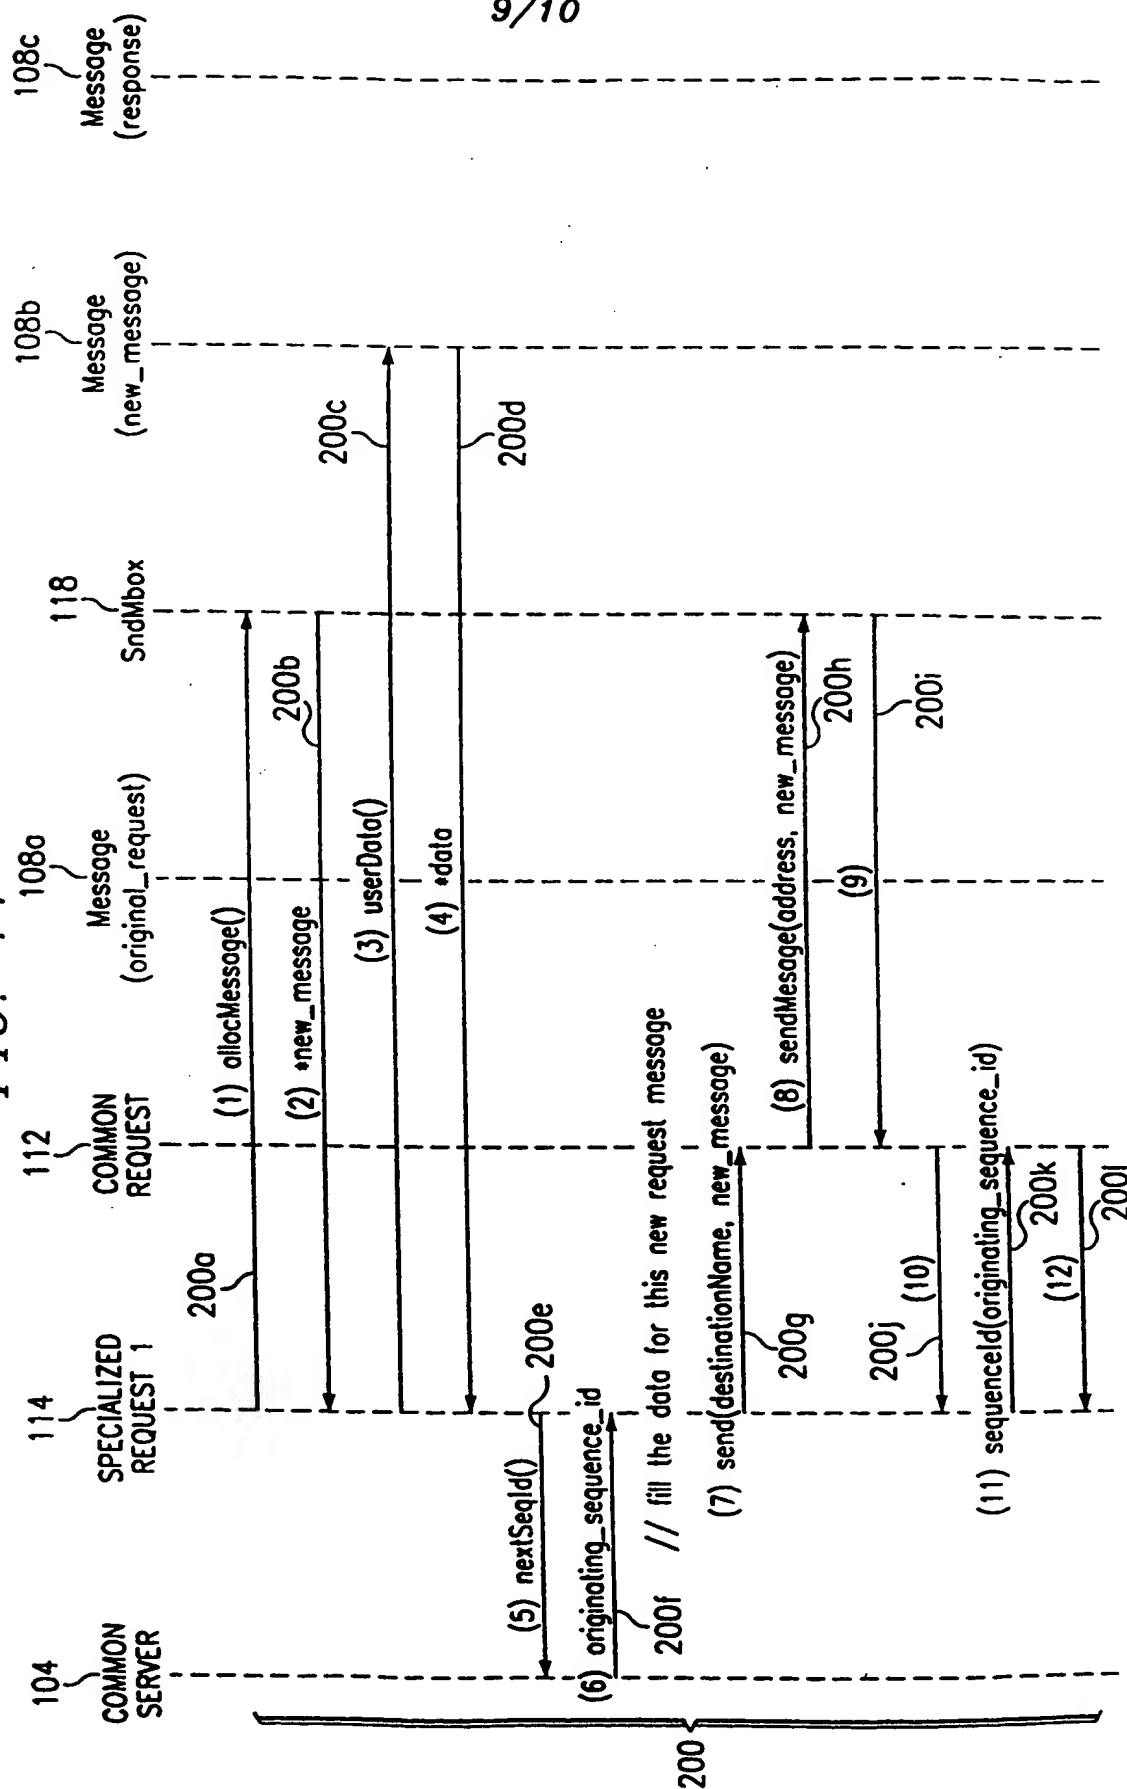 9/10
104
COMMON
SERVER
114
SPECIALIZED
REQUEST 1
112
COMMON
REQUEST
108a
Message
(original_request)
118
SndMbox
108b
Message
(new_message)
108c
Message
(response)
200a
(1) allocMessage()
(2) *new_message
200b
(3) userData()
200c
(4) *data
200d
(5) nextSeqId()
200e
(6) originating_sequence_id
200f
// fill the data for this new request message
(7) send(destinationName, new_message)
200g
(8) sendMesage(address, new_message)
200h
(9)
200i
200j
(10)
(11) sequenceId(originating_sequence_id)
200k
(12)
200l
200